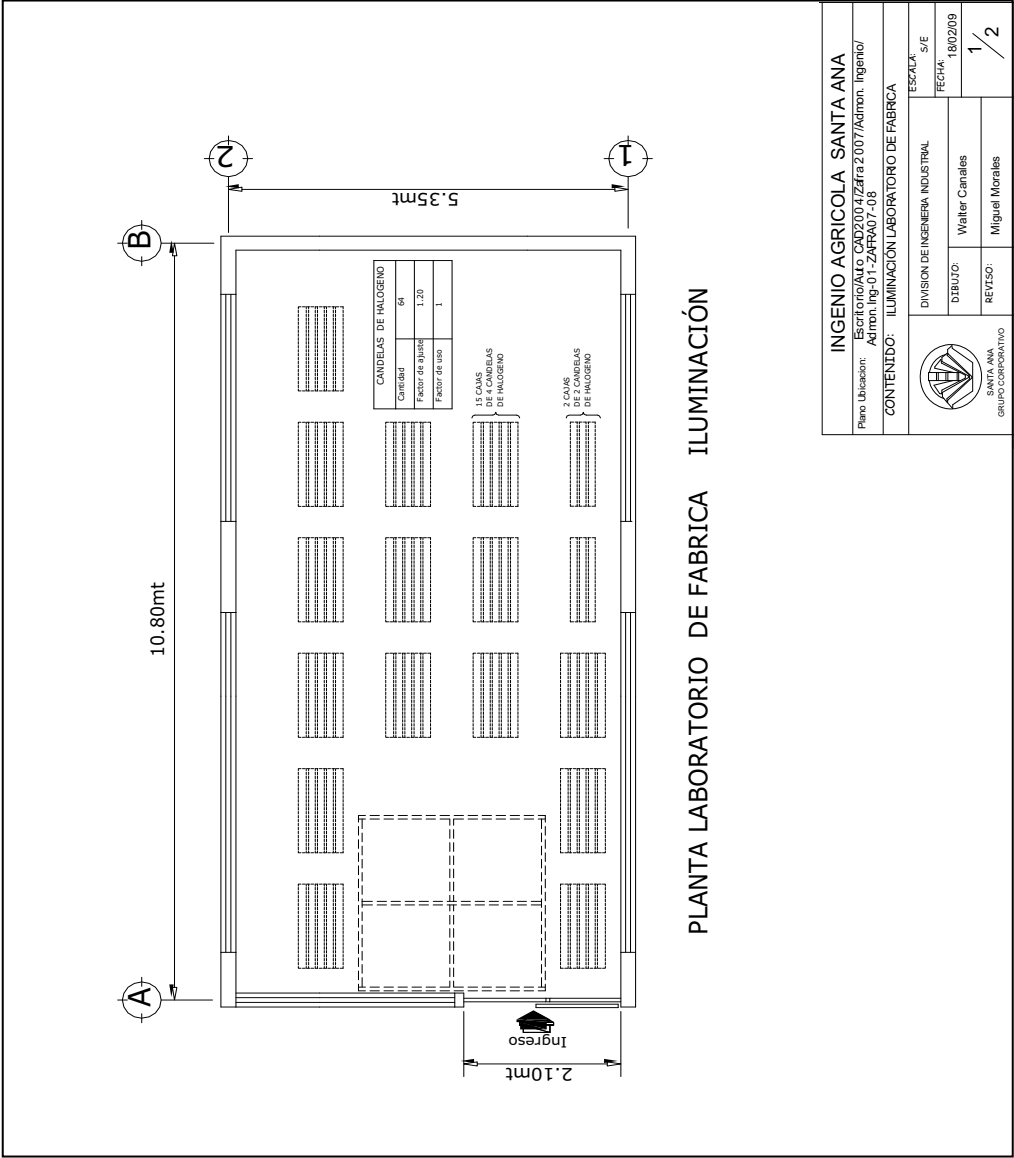 A
B
10.80mt
2
1
5.35mt
2.10mt
Ingreso
CANDELAS DE HALOGENO
Cantidad 64
Factor de ajuste 1.20
Factor de uso 1
15 CAJAS
DE 4 CANDELAS
DE HALOGENO
2 CAJAS
DE 2 CANDELAS
DE HALOGENO
PLANTA LABORATORIO DE FABRICA ILUMINACIÓN
INGENIO AGRICOLA SANTA ANA
Plano Ubicacion: Escritorio/Auto CAD2004/Zafra 2007/Admon. Ingenio/
Admon.Ing-01-ZAFRA07-08
CONTENIDO: ILUMINACIÓN LABORATORIO DE FABRICA
SANTA ANA
GRUPO CORPORATIVO
DIVISION DE INGENIERIA INDUSTRIAL
DIBUJO: Walter Canales
REVISO: Miguel Morales
ESCALA: S/E
FECHA: 18/02/09
1/2